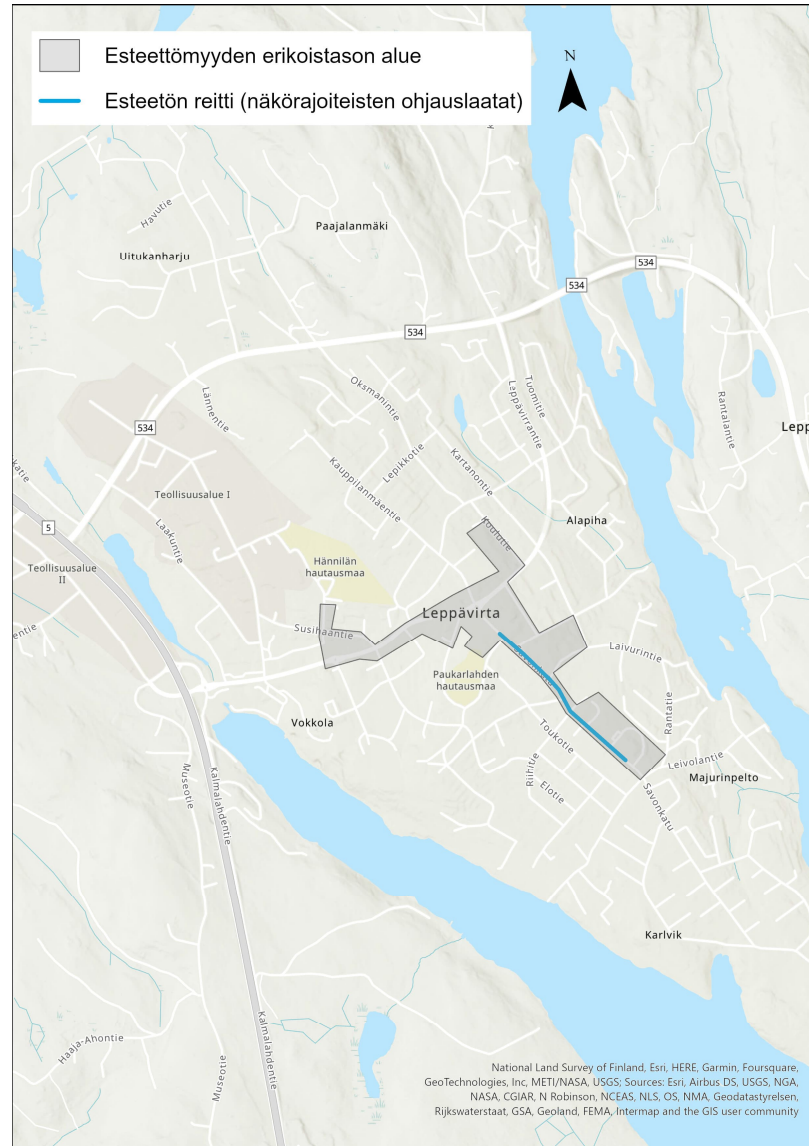 Esteettömyyden erikoistason alue
Esteetön reitti (näkörajoiteisten ohjauslaatat)
N
Havutie
Paajalanmäki
Uitukanharju
534
534
534
Lännentie
Oksmanintie
Tuomitie
Leppävirrantie
Rantalantie
534
Lepp
Lepikkotie
Kartanontie
Kauppilanmäentie
katie
Teollisuusalue I
5
Laakuntie
Kuulutie
Alapiha
Teollisuusalue
II
Hännilän
hautausmaa
Leppävirta
entie
Susihaantie
Savonkatu
Laivurintie
Paukarlahden
hautausmaa
Rantatie
Vokkola
Toukotie
Riihitie
Leivolantie
Majurinpelto
Museotie
Kalmalahdentie
Elotie
Savonkatu
Karlvik
Haaja-Ahontie
Museotie
Kalmalahdentie
National Land Survey of Finland, Esri, HERE, Garmin, Foursquare,
GeoTechnologies, Inc, METI/NASA, USGS; Sources: Esri, Airbus DS, USGS, NGA,
NASA, CGIAR, N Robinson, NCEAS, NLS, OS, NMA, Geodatastyrelsen,
Rijkswaterstaat, GSA, Geoland, FEMA, Intermap and the GIS user community